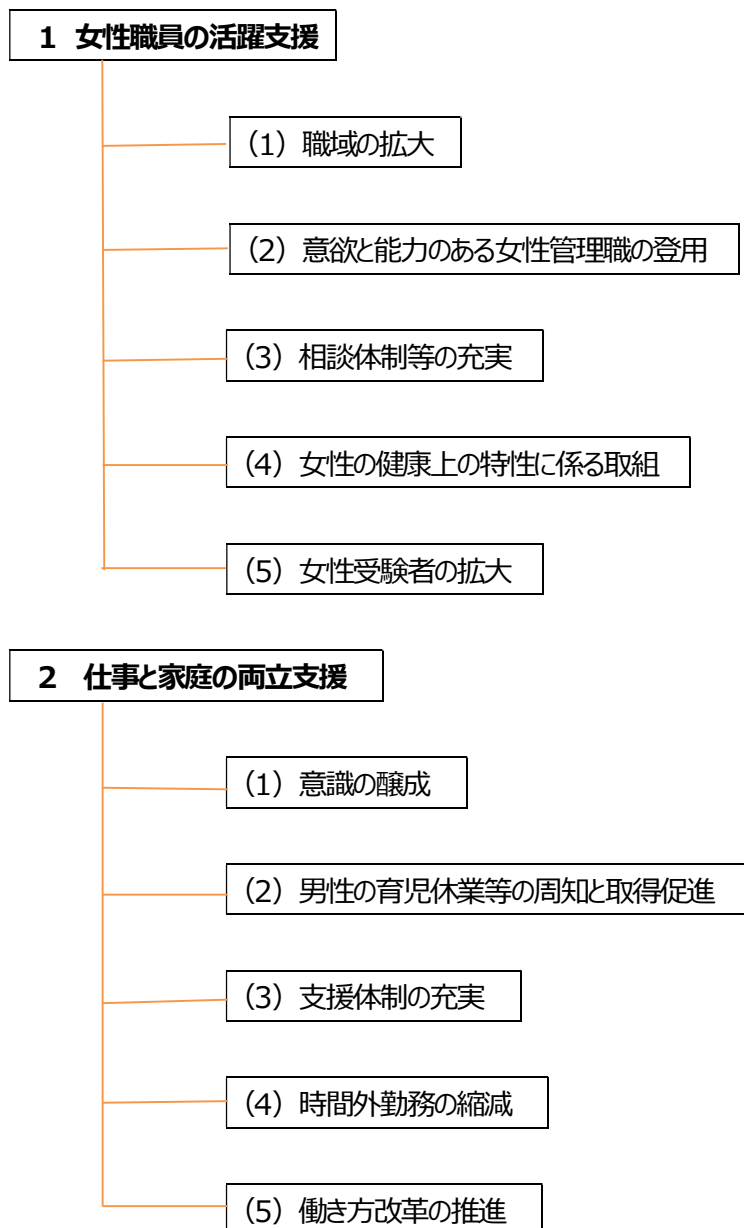 1 女性職員の活躍支援
（1）職域の拡大
（2）意欲と能力のある女性管理職の登用
（3）相談体制等の充実
（4）女性の健康上の特性に係る取組
（5）女性受験者の拡大
2　仕事と家庭の両立支援
（1）意識の醸成
（2）男性の育児休業等の周知と取得促進
（3）支援体制の充実
（4）時間外勤務の縮減
（5）働き方改革の推進